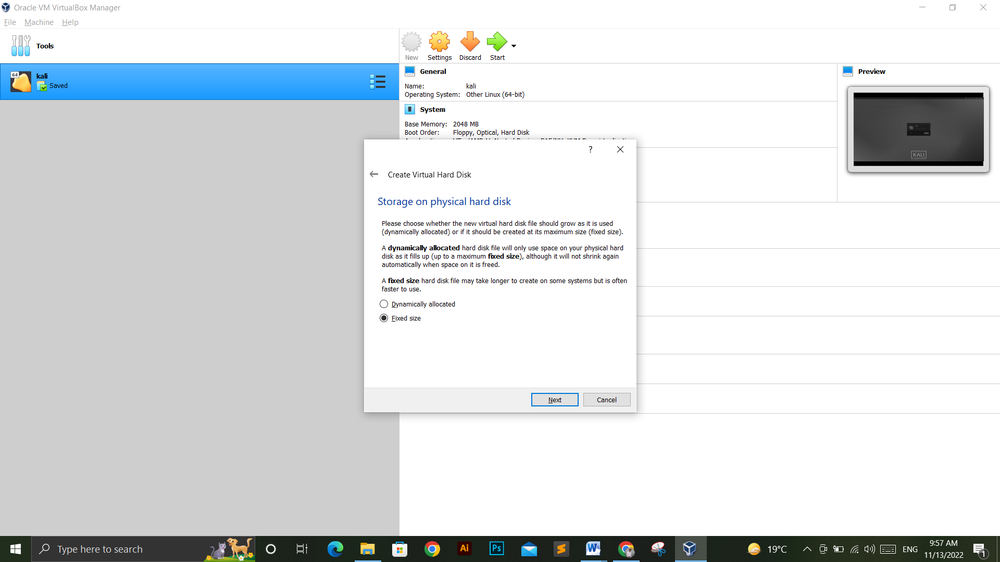 Oracle VM VirtualBox Manager
File Machine Help
Tools
New Settings Discard Start
64
kali
Saved
General
Name: kali
Operating System: Other Linux (64-bit)
System
Base Memory: 2048 MB
Boot Order: Floppy, Optical, Hard Disk
Preview
KALI
?
Create Virtual Hard Disk
Storage on physical hard disk
Please choose whether the new virtual hard disk file should grow as it is used
(dynamically allocated) or if it should be created at its maximum size (fixed size).
A dynamically allocated hard disk file will only use space on your physical hard
disk as it fills up (up to a maximum fixed size), although it will not shrink again
automatically when space on it is freed.
A fixed size hard disk file may take longer to create on some systems but is often
faster to use.
Dynamically allocated
Fixed size
Next Cancel
Type here to search
Ai
Ps
S
W
19°C
ENG
9:57 AM
11/13/2022
1